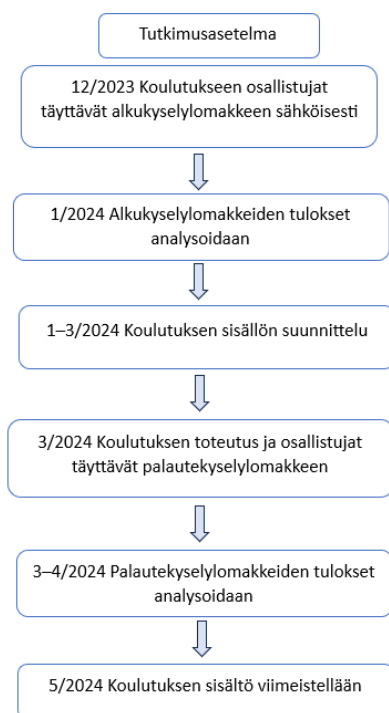 Tutkimusasetelma
12/2023 Koulutukseen osallistujat
täyttävät alkukyselylomakkeen sähköisesti
1/2024 Alkukyselylomakkeiden tulokset
analysoidaan
1–3/2024 Koulutuksen sisällön suunnittelu
3/2024 Koulutuksen toteutus ja osallistujat
täyttävät palautekyselylomakkeen
3–4/2024 Palautekyselylomakkeiden tulokset
analysoidaan
5/2024 Koulutuksen sisältö viimeistellään